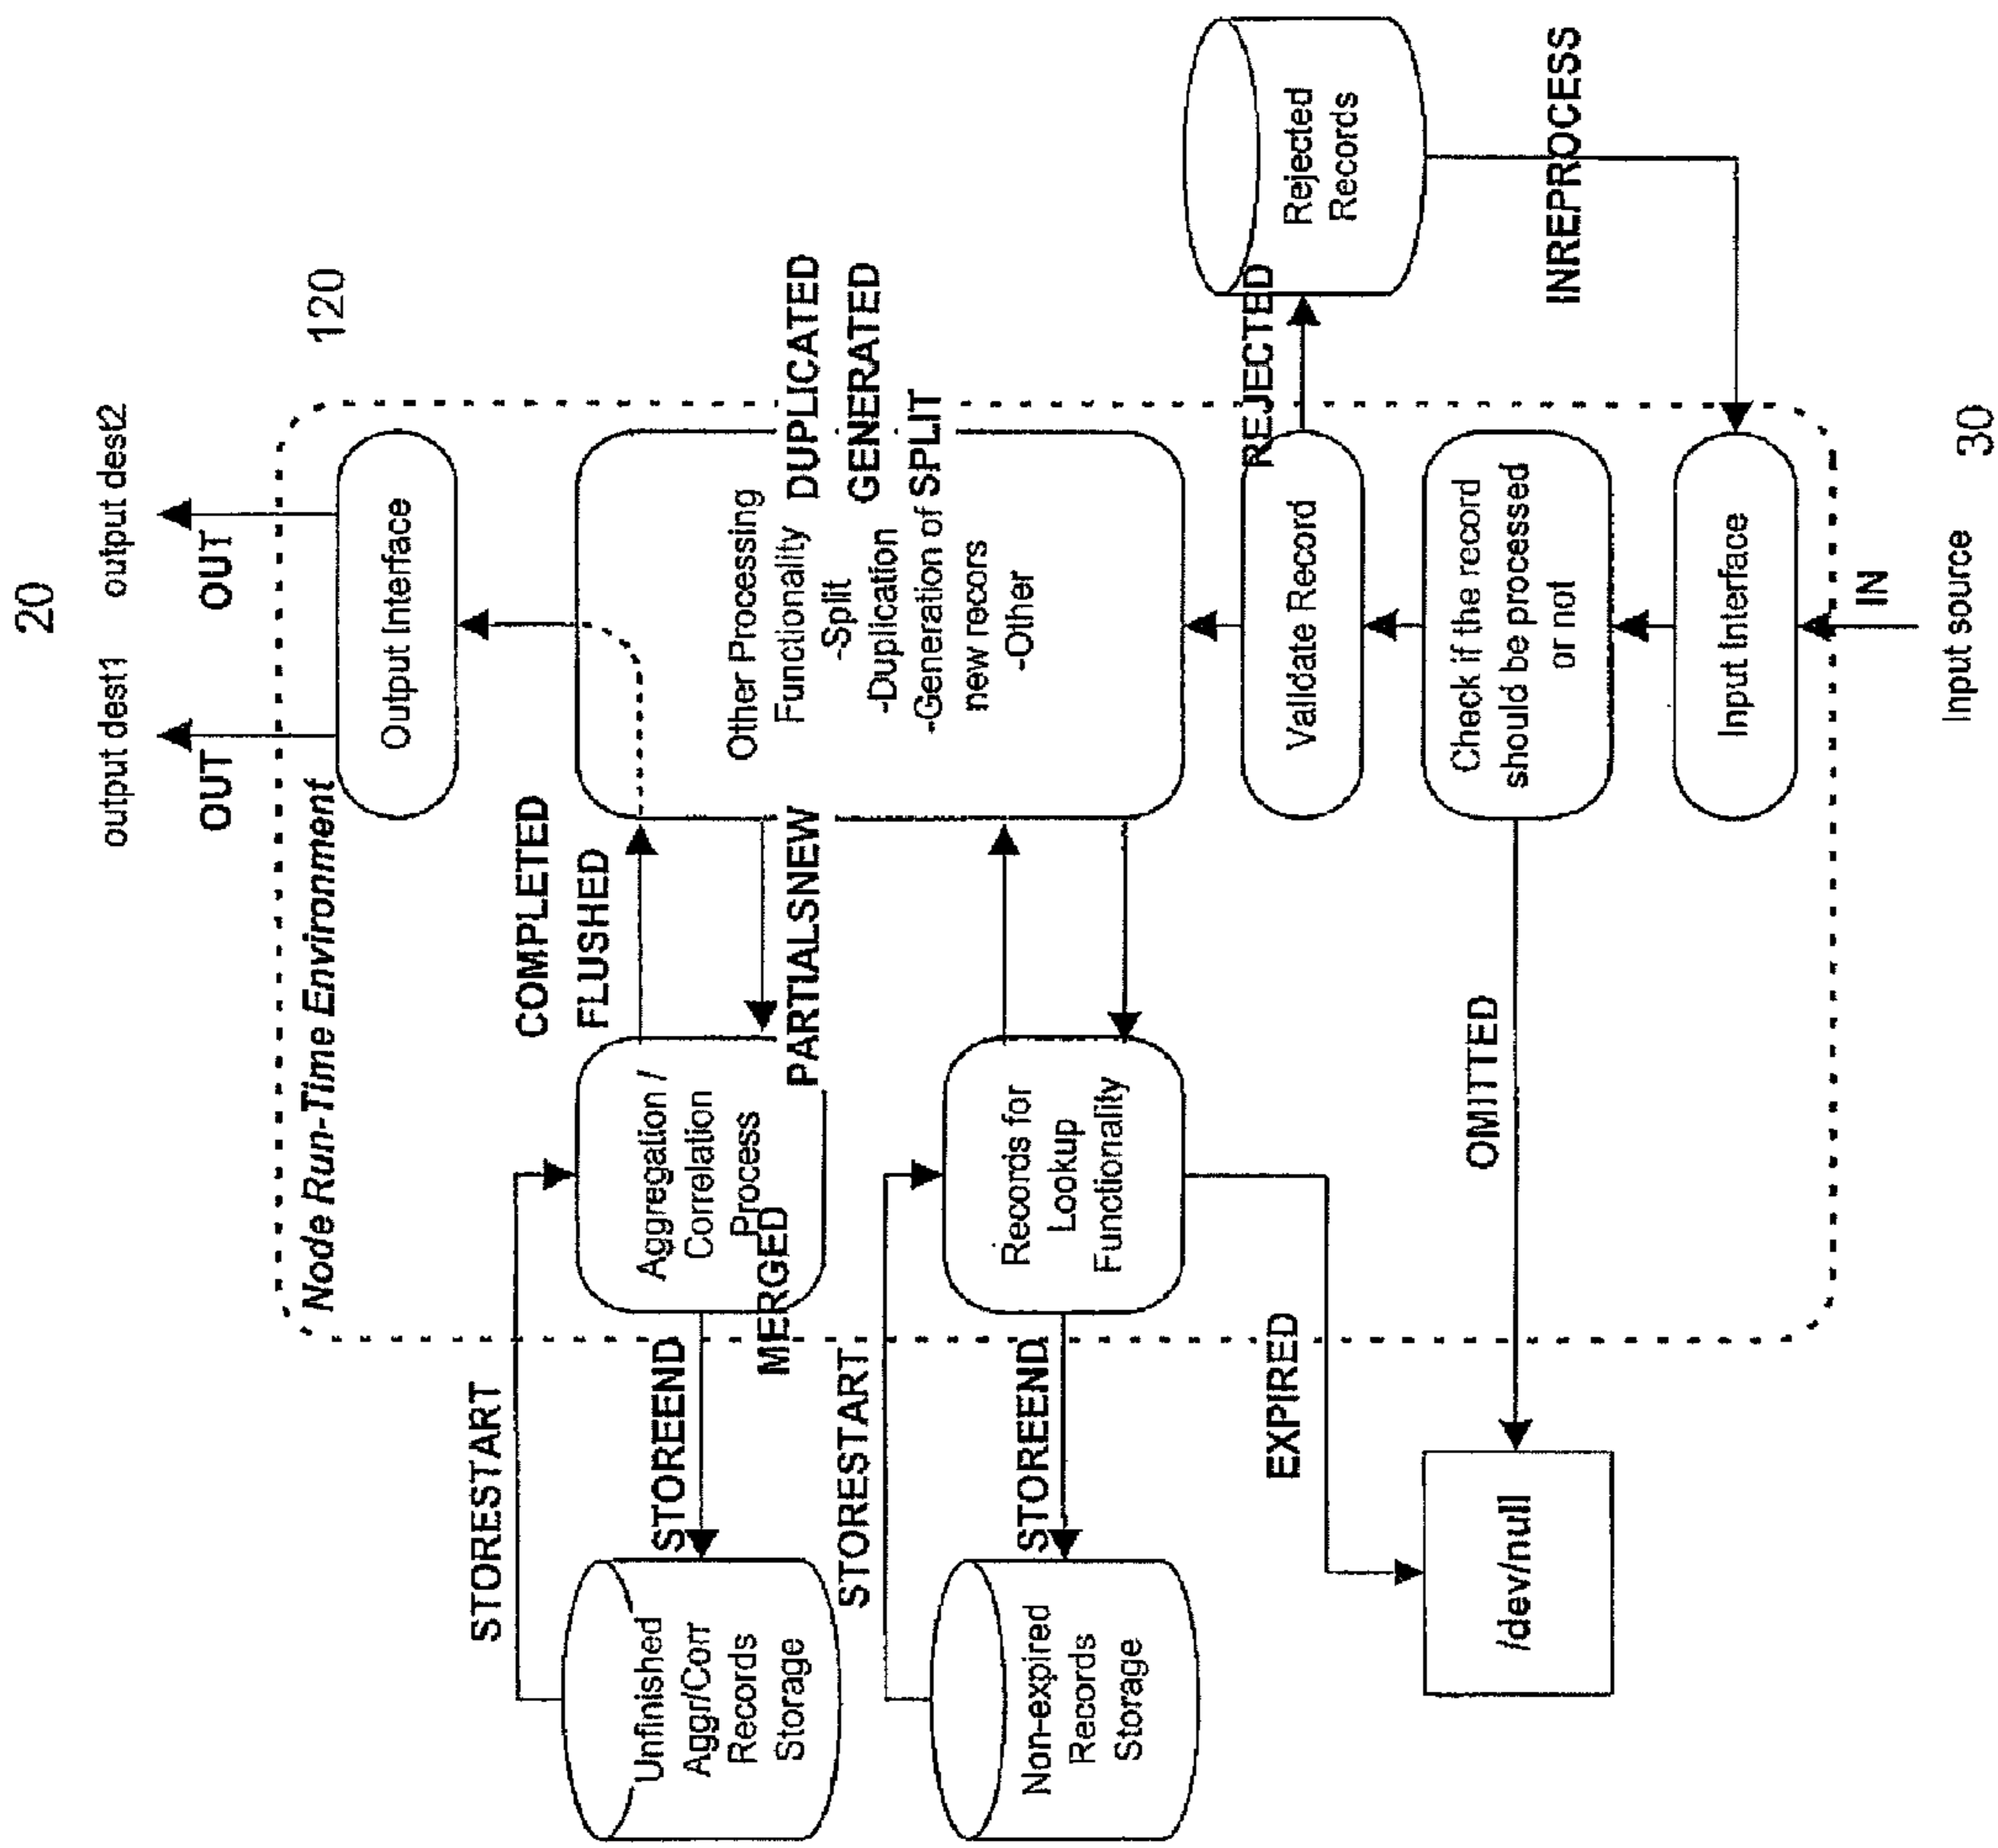 20
output dest1
output dest2
OUT
OUT
120
Node Run-Time Environment
Output Interface
STORESTART
COMPLETED
FLUSHED
Unfinished
Aggr/Corr
Records
Storage
STOREEND
Aggregation /
Correlation
Process
MERGED
PARTIALSNEW
Other Processing
Functionality
-Split
-Duplication
-Generation of
new recors
-Other
DUPLICATED
GENERATED
SPLIT
STORESTART
Non-expired
Records
Storage
STOREEND
Records for
Lookup
Functionality
EXPIRED
Validate Record
REJECTED
Rejected
Records
INREPROCESS
/dev/null
OMITTED
Check if the record
should be processed
or not
Input Interface
IN
Input source
30